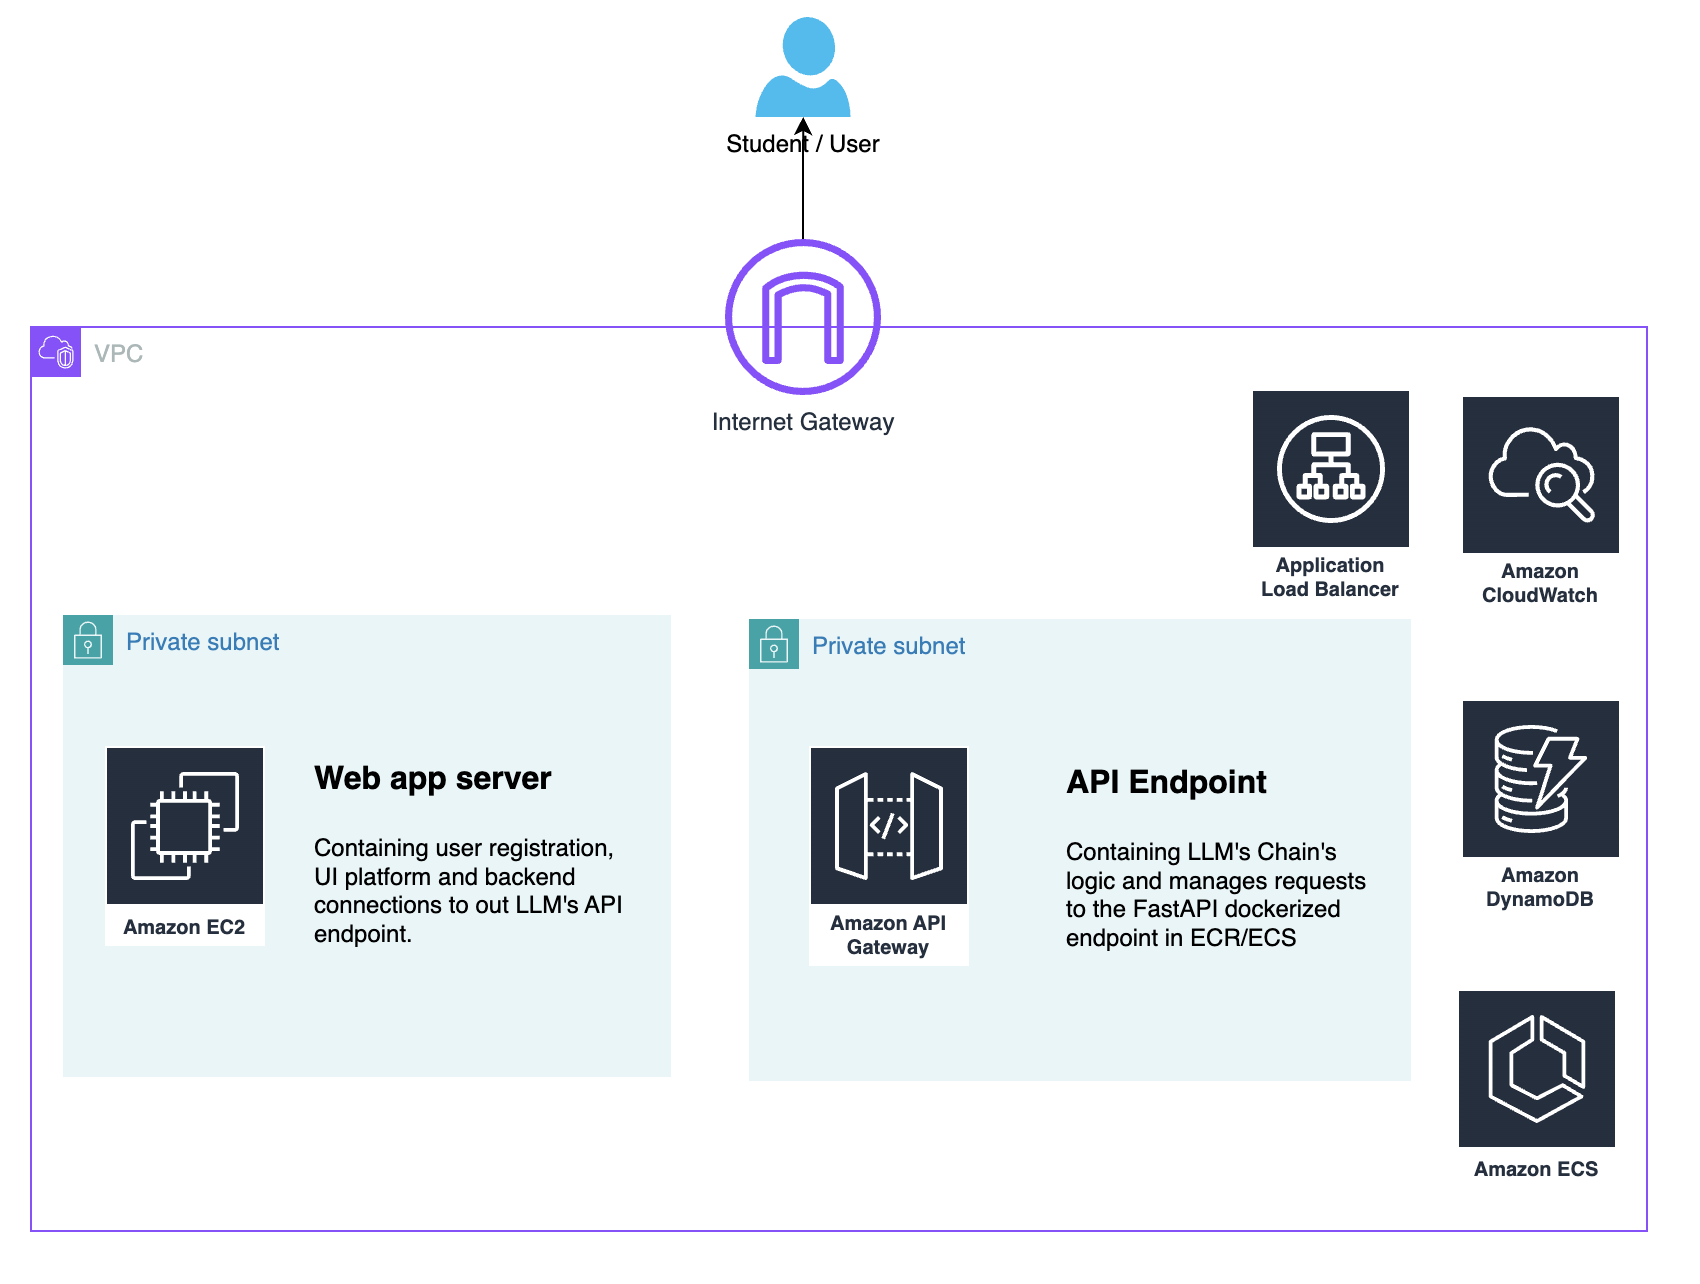 Student / User
VPC
Internet Gateway
Application
Load Balancer
Amazon
CloudWatch
Private subnet
Web app server
Containing user registration,
UI platform and backend
connections to out LLM's API
endpoint.
Amazon EC2
Private subnet
API Endpoint
Containing LLM's Chain's
logic and manages requests
to the FastAPI dockerized
endpoint in ECR/ECS
Amazon API
Gateway
Amazon
DynamoDB
Amazon ECS